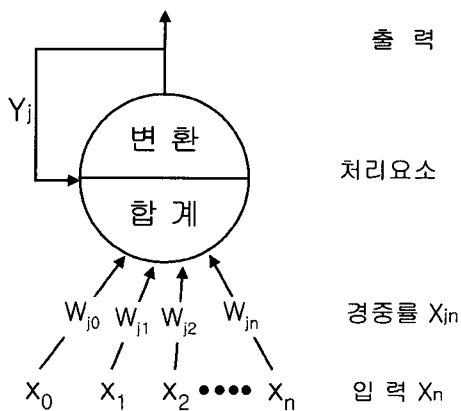 출 력
Yj
변 환
처리요소
합 계
Wj0 Wj1 Wj2 Wjn 경중률 Xjn
X0 X1 X2 •••• Xn 입 력 Xn